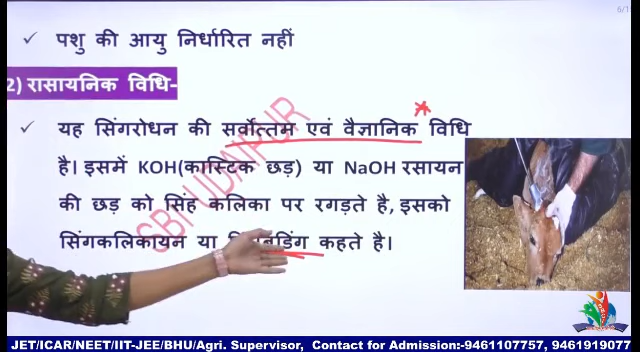 6/1
✓ पशु की आयु निर्धारित नहीं
2) रासायनिक विधि-
✓ यह सिंगरोधन की सर्वोत्तम एवं वैज्ञानिक विधि
है। इसमें KOH(कास्टिक छड़) या NaOH रसायन
की छड़ को सिंह कलिका पर रगड़ते है, इसको
सिंगकलिकायन या कहते है।
SBI UDAIPUR
JET/ICAR/NEET/IIT-JEE/BHU/Agri. Supervisor, Contact for Admission:-9461107757, 9461919077